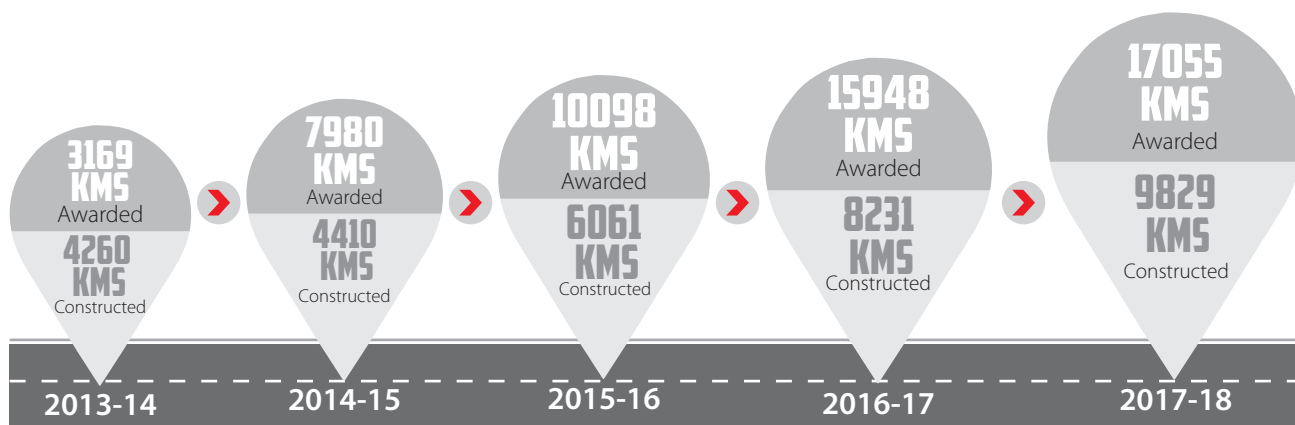 3169
KMS
Awarded
4260
KMS
Constructed
2013-14
7980
KMS
Awarded
4410
KMS
Constructed
2014-15
10098
KMS
Awarded
6061
KMS
Constructed
2015-16
15948
KMS
Awarded
8231
KMS
Constructed
2016-17
17055
KMS
Awarded
9829
KMS
Constructed
2017-18